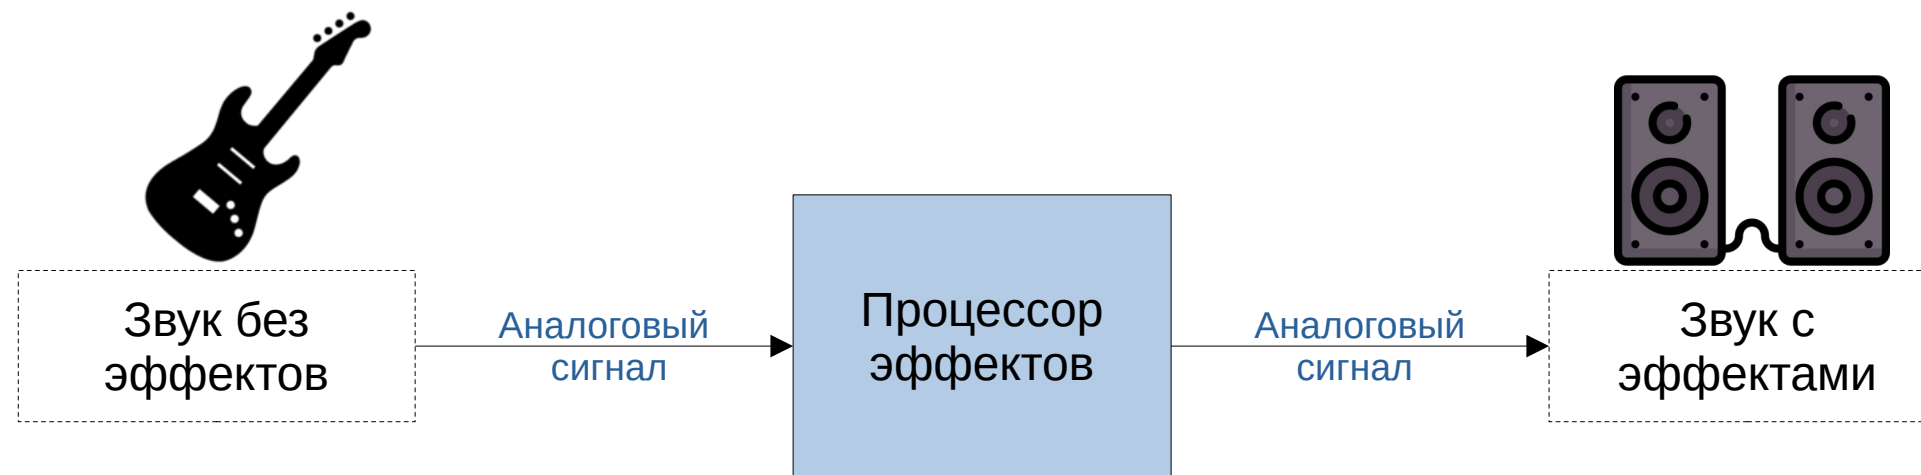 Звук без
эффектов
Аналоговый
сигнал
Процессор
эффектов
Аналоговый
сигнал
Звук с
эффектами